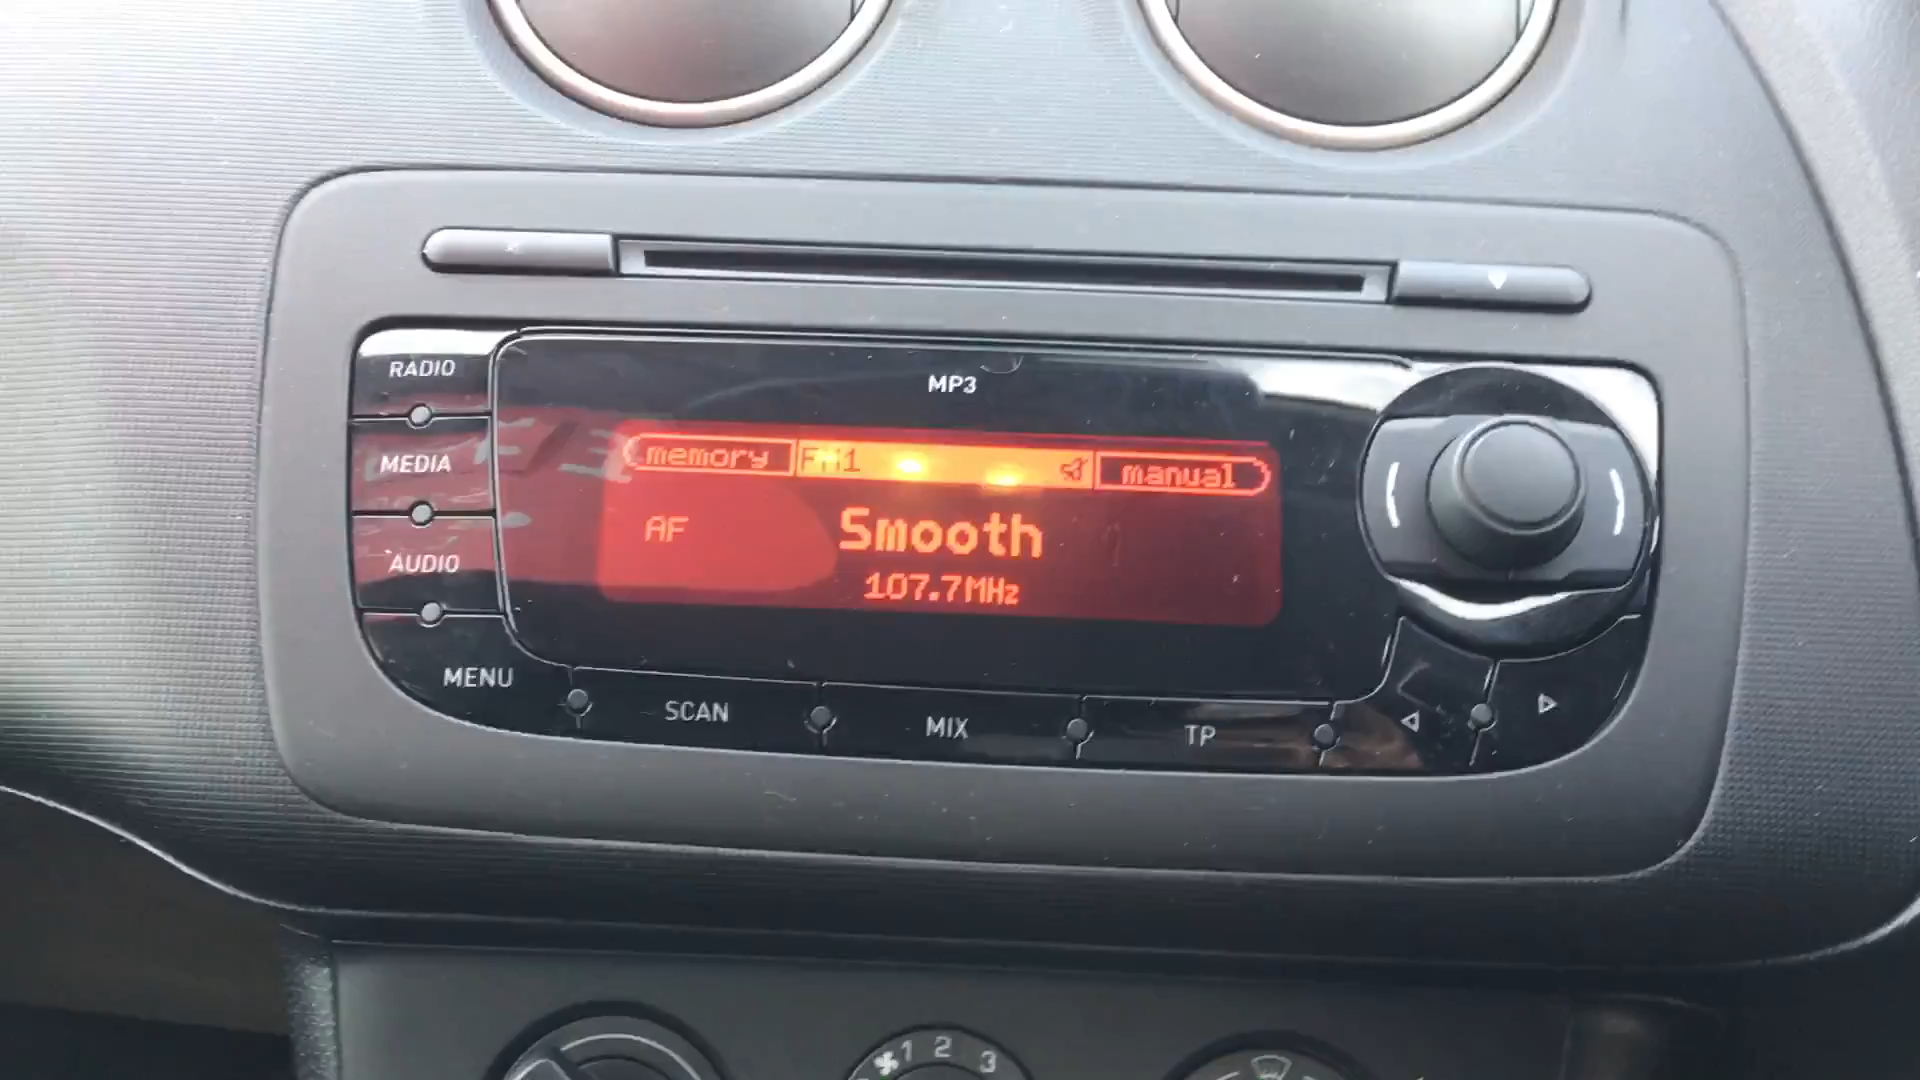 RADIO
MP3
memory FM1 manual
MEDIA
AF Smooth
107.7MHz
AUDIO
MENU
SCAN
MIX
TP
1 2 3